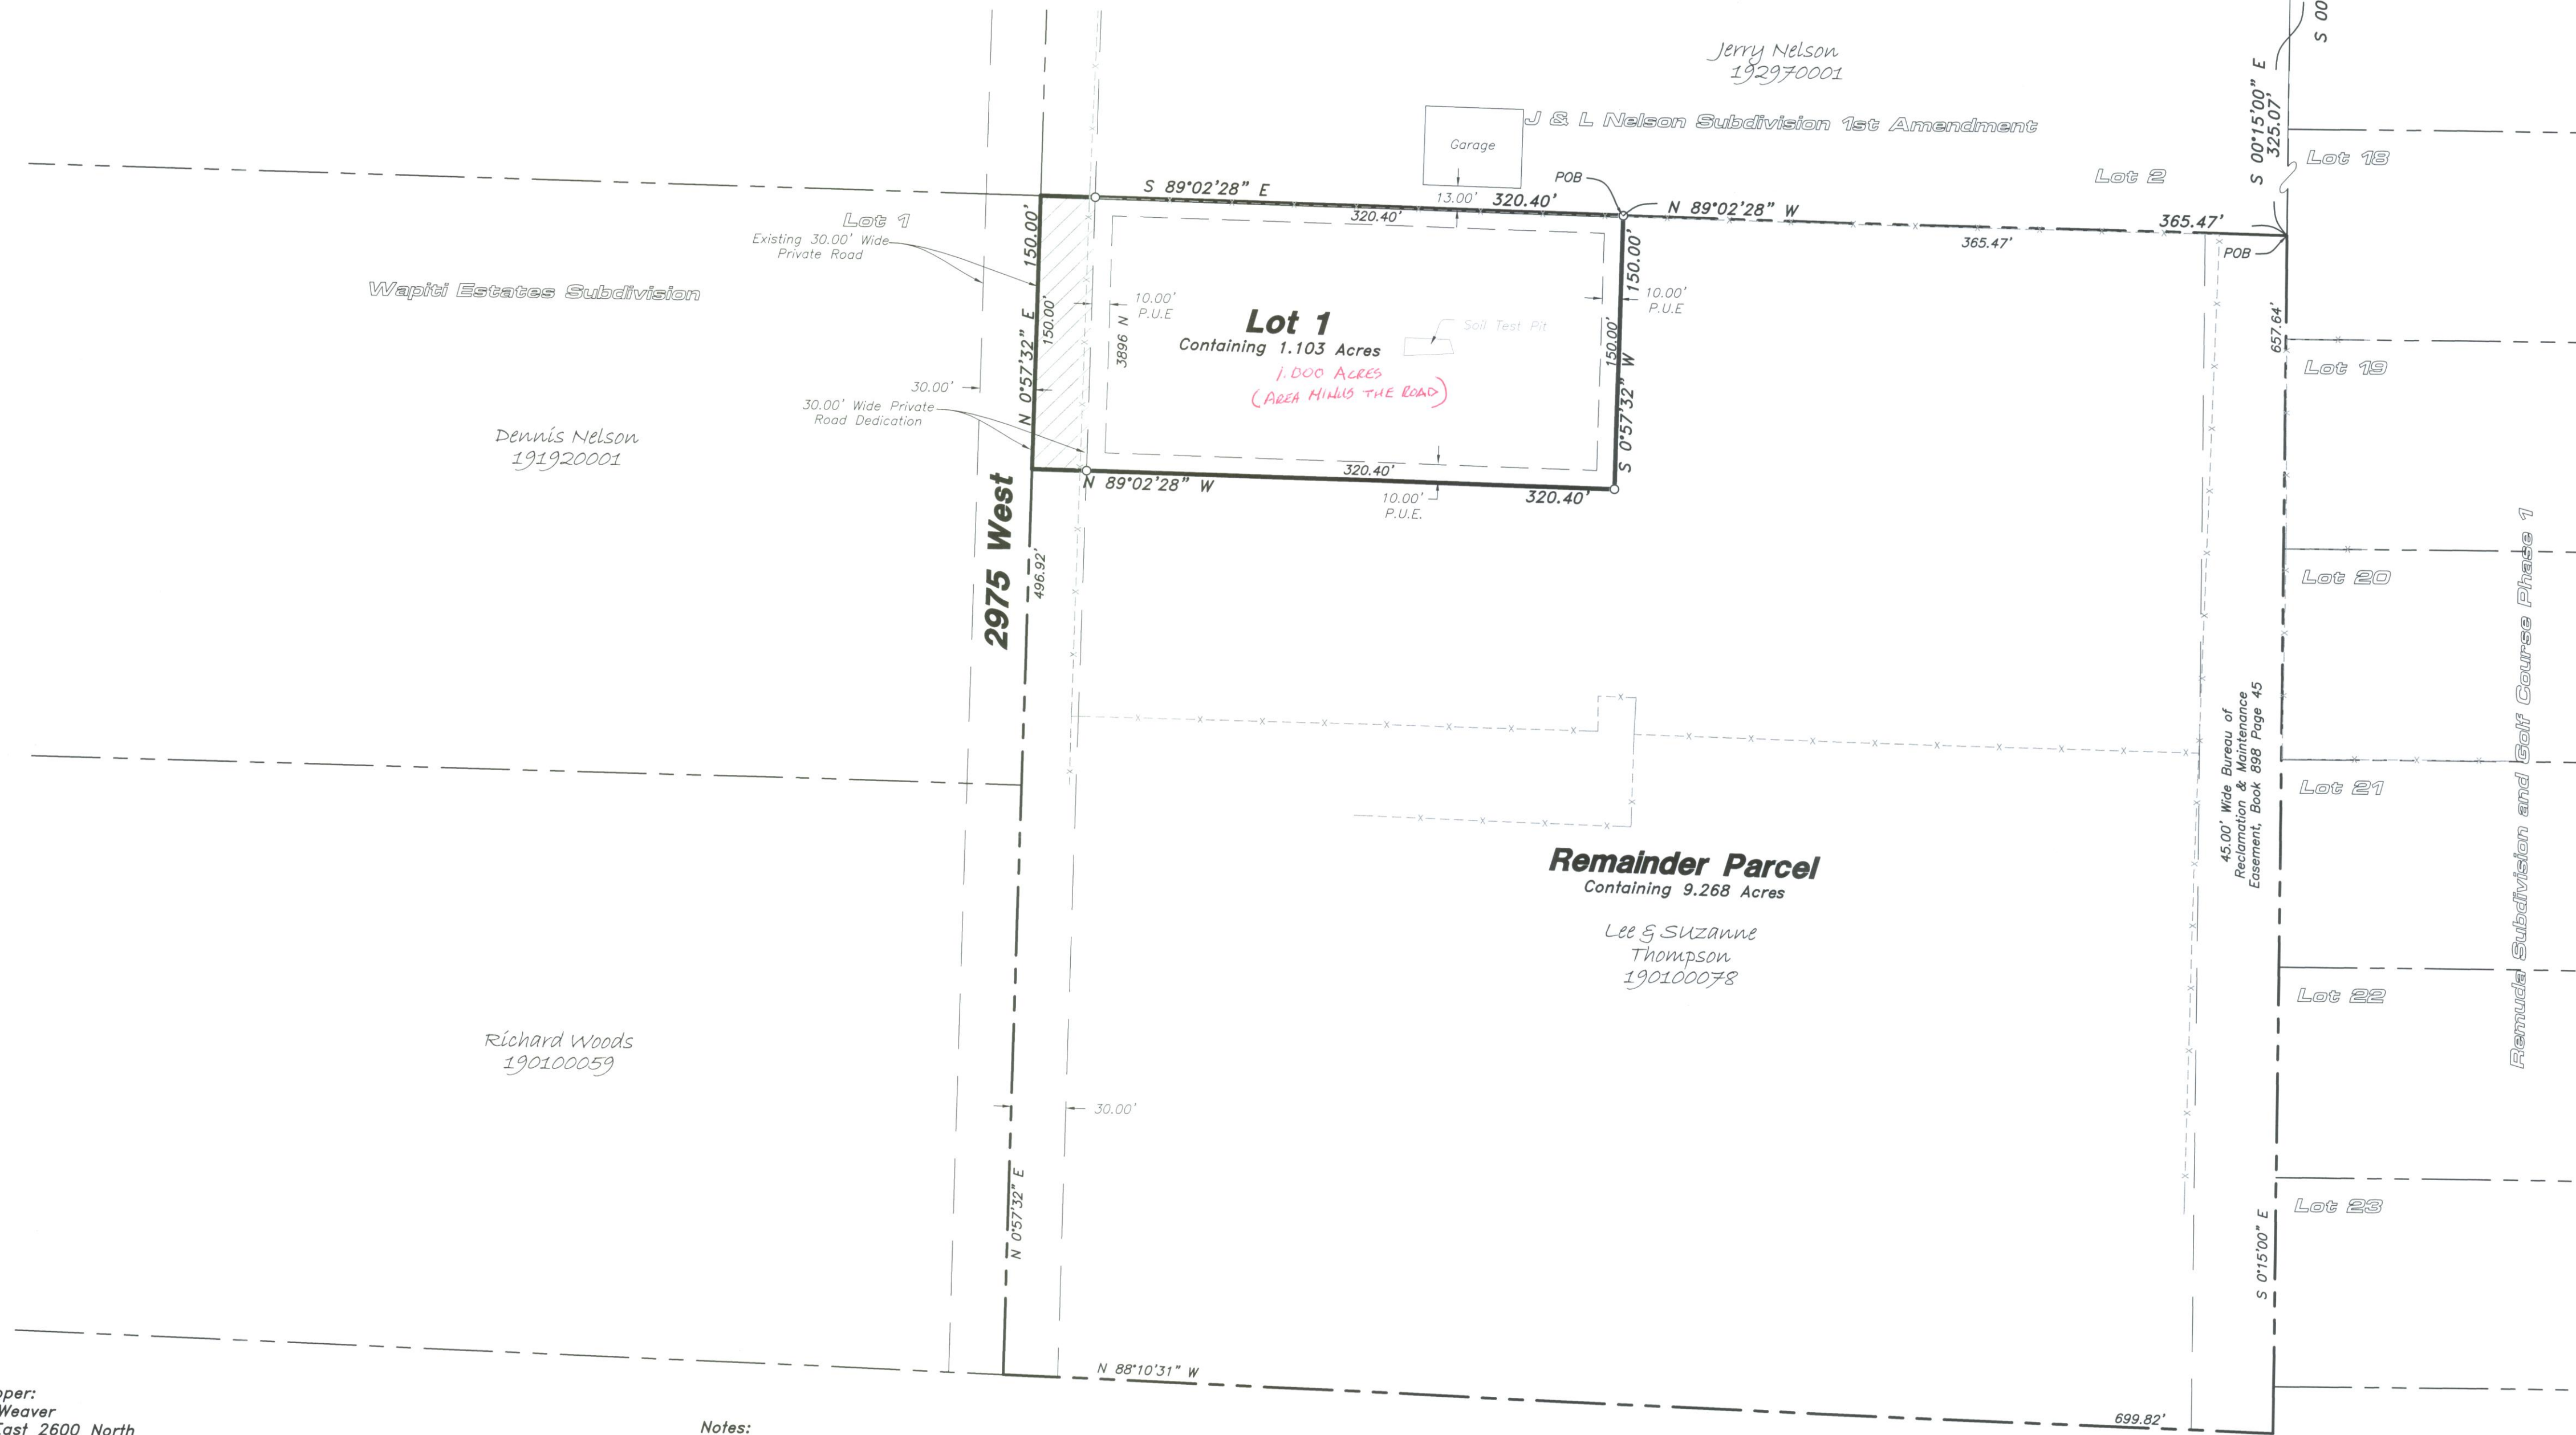 Jerry Nelson
192970001
J & L Nelson Subdivision 1st Amendment
Garage
Lot 2
S 00
S 00°15'00" E
325.07'
Lot 18
Lot 1
Existing 30.00' Wide
Private Road
Wapiti Estates Subdivision
S 89°02'28" E
320.40'
320.40'
13.00'
POB
N 89°02'28" W
365.47'
365.47'
POB
150.00'
N 0°57'32" E
150.00'
10.00'
P.U.E
3896 N
Lot 1
Containing 1.103 Acres
1.000 ACRES
(AREA MINUS THE ROAD)
Soil Test Pit
150.00'
150.00'
S 0°57'32" W
10.00'
P.U.E
657.64'
Lot 19
30.00'
30.00' Wide Private
Road Dedication
Dennis Nelson
191920001
N 89°02'28" W
320.40'
320.40'
10.00'
P.U.E.
2975 West
496.92'
Lot 20
Remuda Subdivision and Golf Course Phase 1
45.00' Wide Bureau of
Reclamation & Maintenance
Easement, Book 898 Page 45
Lot 21
Remainder Parcel
Containing 9.268 Acres
Lee & Suzanne
Thompson
190100078
Lot 22
Richard Woods
190100059
30.00'
N 0°57'32" E
Lot 23
S 0°15'00" E
N 88°10'31" W
699.82'
oper:
Weaver
East 2600 North
Notes: